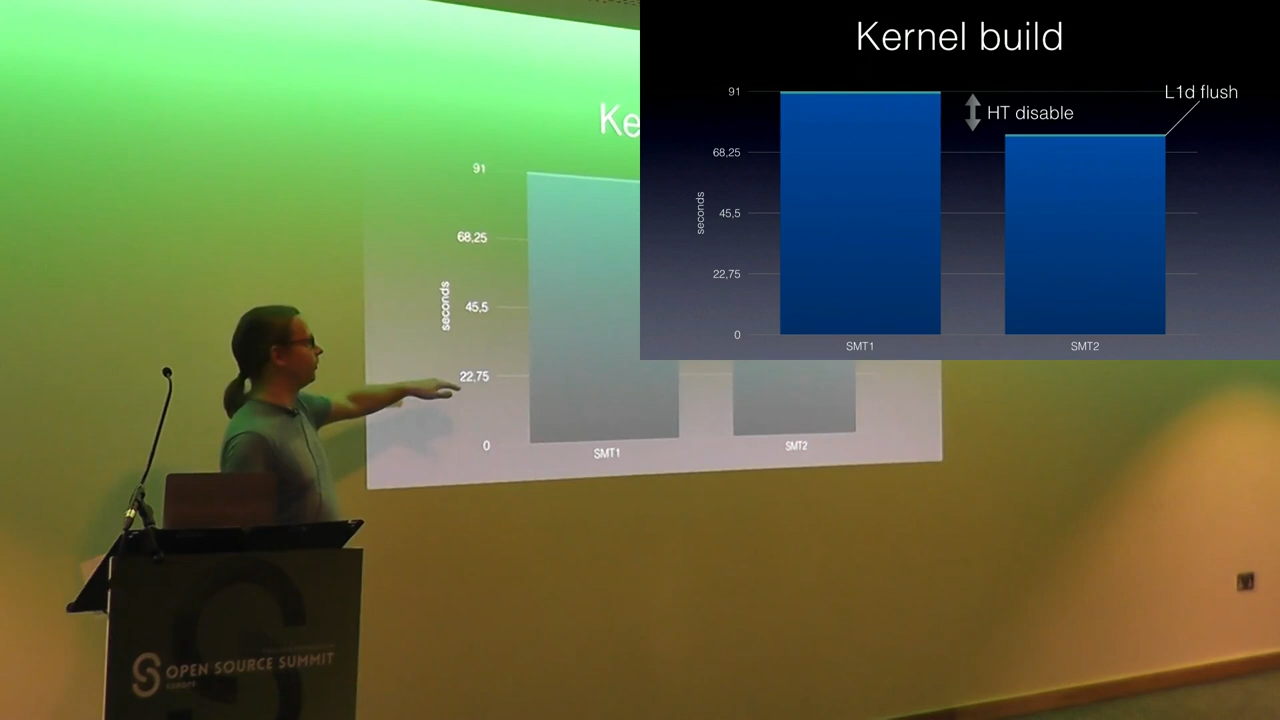 Kernel build
91
L1d flush
HT disable
68,25
seconds
45,5
22,75
0
SMT1
SMT2
Ke
91
68,25
seconds
45,5
22,75
0
SMT1
SMT2
OPEN SOURCE SUMMIT
EUROPE